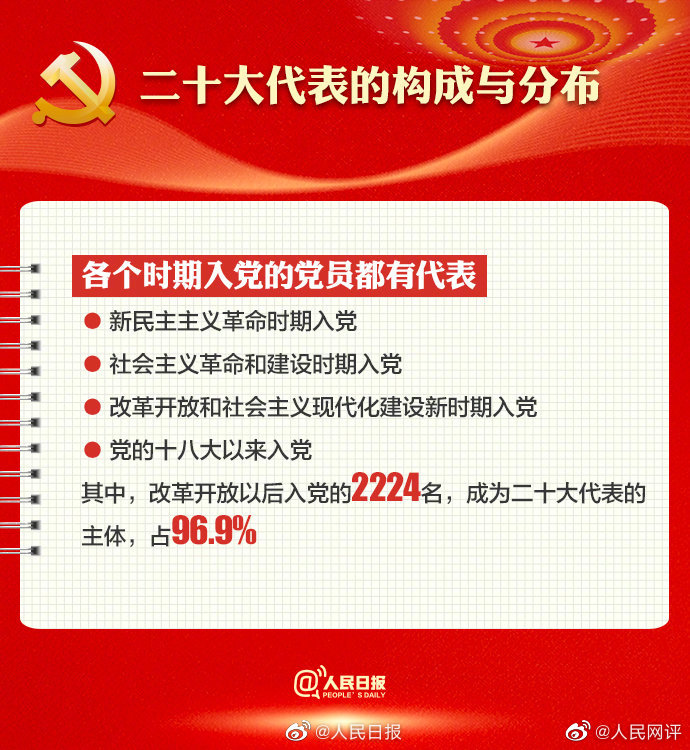 二十大代表的构成与分布
各个时期入党的党员都有代表
新民主主义革命时期入党
社会主义革命和建设时期入党
改革开放和社会主义现代化建设新时期入党
党的十八大以来入党
其中，改革开放以后入党的2224名，成为二十大代表的
主体，占96.9%
@人民日报
PEOPLE'S DAILY
@人民日报
@人民网评